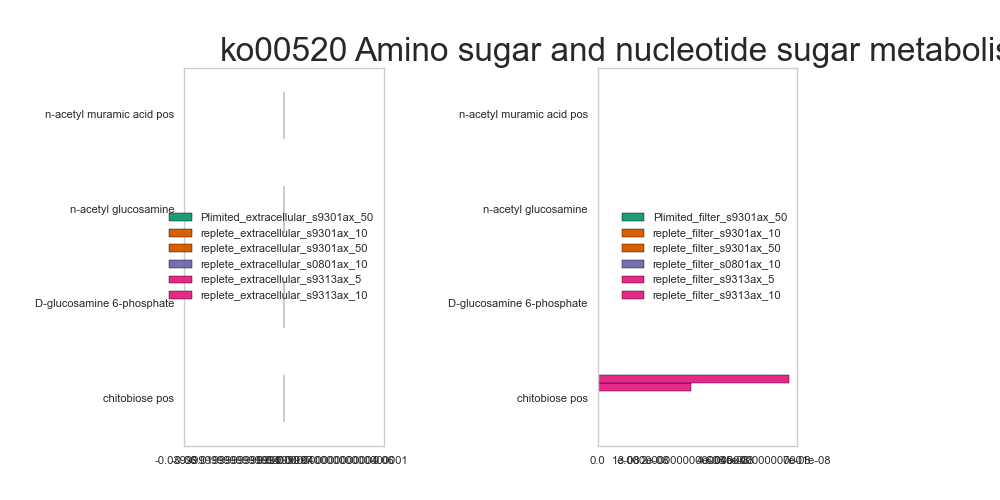 ko00520 Amino sugar and nucleotide sugar
n-acetyl muramic acid pos
n-acetyl glucosamine
D-glucosamine 6-phosphate
chitobiose pos
Plimited_extracellular_s9301ax_50
replete_extracellular_s9301ax_10
replete_extracellular_s9301ax_50
replete_extracellular_s0801ax_10
replete_extracellular_s9313ax_5
replete_extracellular_s9313ax_10
n-acetyl muramic acid pos
n-acetyl glucosamine
D-glucosamine 6-phosphate
chitobiose pos
Plimited_filter_s9301ax_50
replete_filter_s9301ax_10
replete_filter_s9301ax_50
replete_filter_s0801ax_10
replete_filter_s9313ax_5
replete_filter_s9313ax_10
0.0